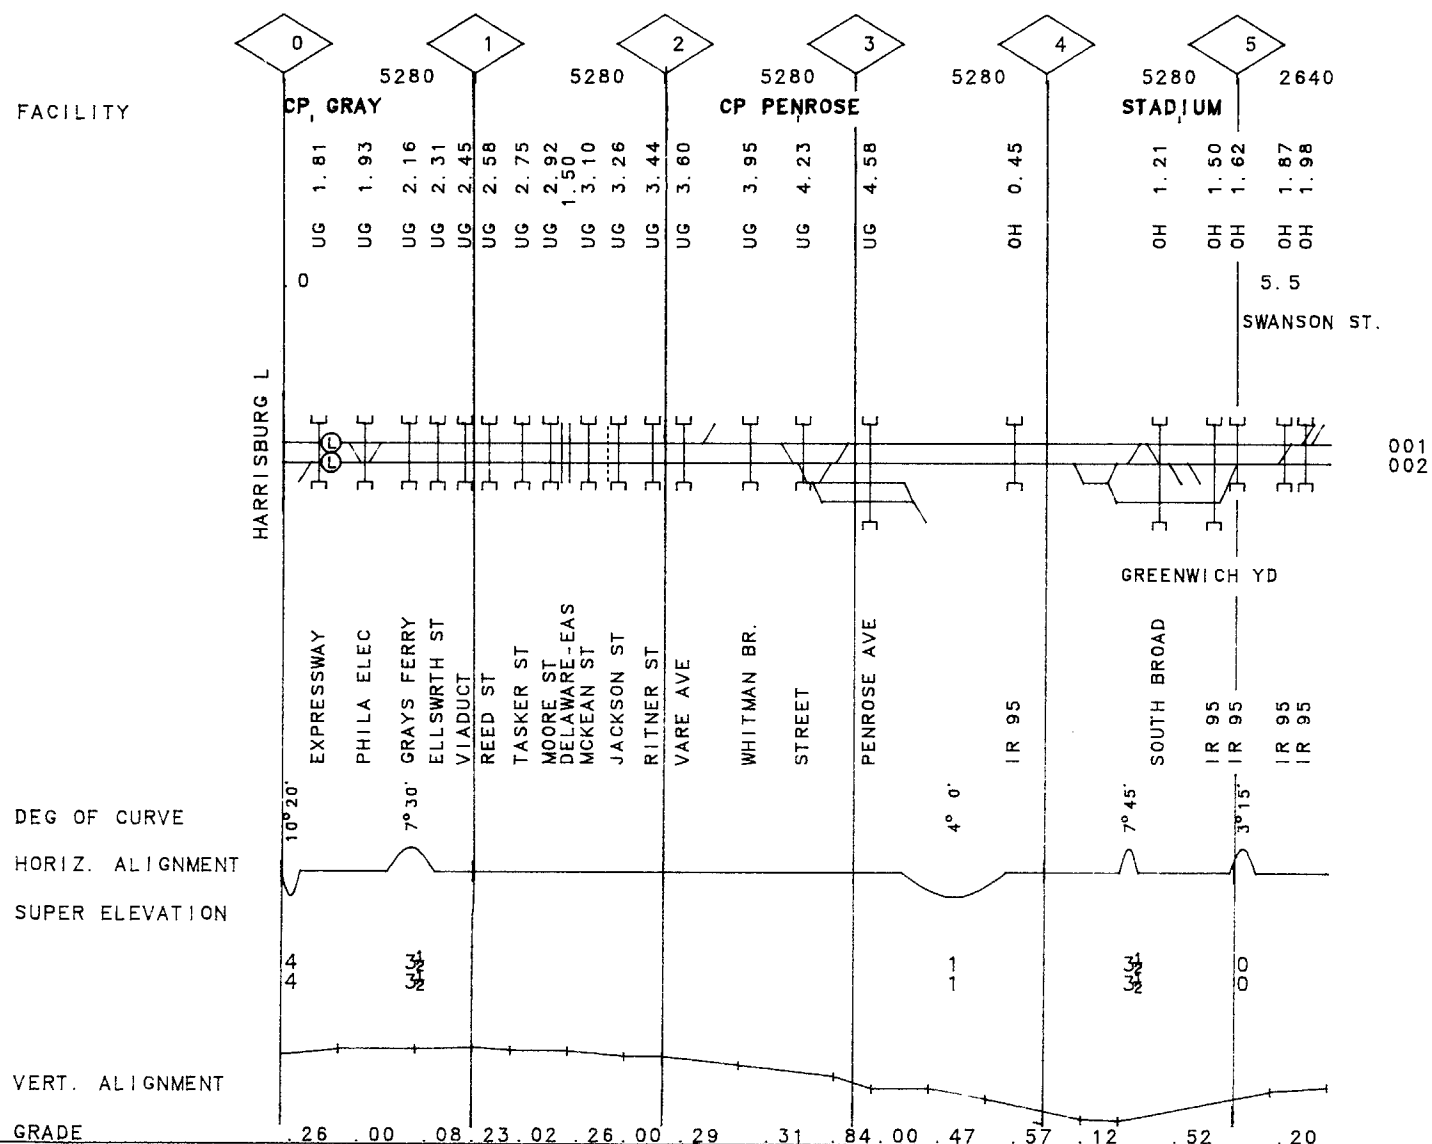 0 1 2 3 4 5
5280 5280 5280 5280 5280 2640
FACILITY
CP GRAY CP PENROSE STADIUM
UG 1.81
UG 1.93
UG 2.16
UG 2.31
UG 2.45
UG 2.58
UG 2.75
UG 2.92
1.50
UG 3.10
UG 3.26
UG 3.44
UG 3.60
UG 3.95
UG 4.23
UG 4.58
OH 0.45
OH 1.21
OH 1.50
OH 1.62
OH 1.87
OH 1.98
.0 5.5
SWANSON ST.
HARRISBURG L
L
L
001
002
GREENWICH YD
EXPRESSWAY
PHILA ELEC
GRAYS FERRY
ELLSWRTH ST
VIADUCT
REED ST
TASKER ST
MOORE ST
DELAWARE-EAS
MCKEAN ST
JACKSON ST
RITNER ST
VARE AVE
WHITMAN BR.
STREET
PENROSE AVE
IR 95
SOUTH BROAD
IR 95
IR 95
IR 95
IR 95
DEG OF CURVE
10°20' 7°30' 4° 0' 7°45' 3°15'
HORIZ. ALIGNMENT
SUPER ELEVATION
4 3½ 1 3½ 0
4 3½ 1 3½ 0
VERT. ALIGNMENT
GRADE .26 .00 .08 .23 .02 .26 .00 .29 .31 .84 .00 .47 .57 .12 .52 .20